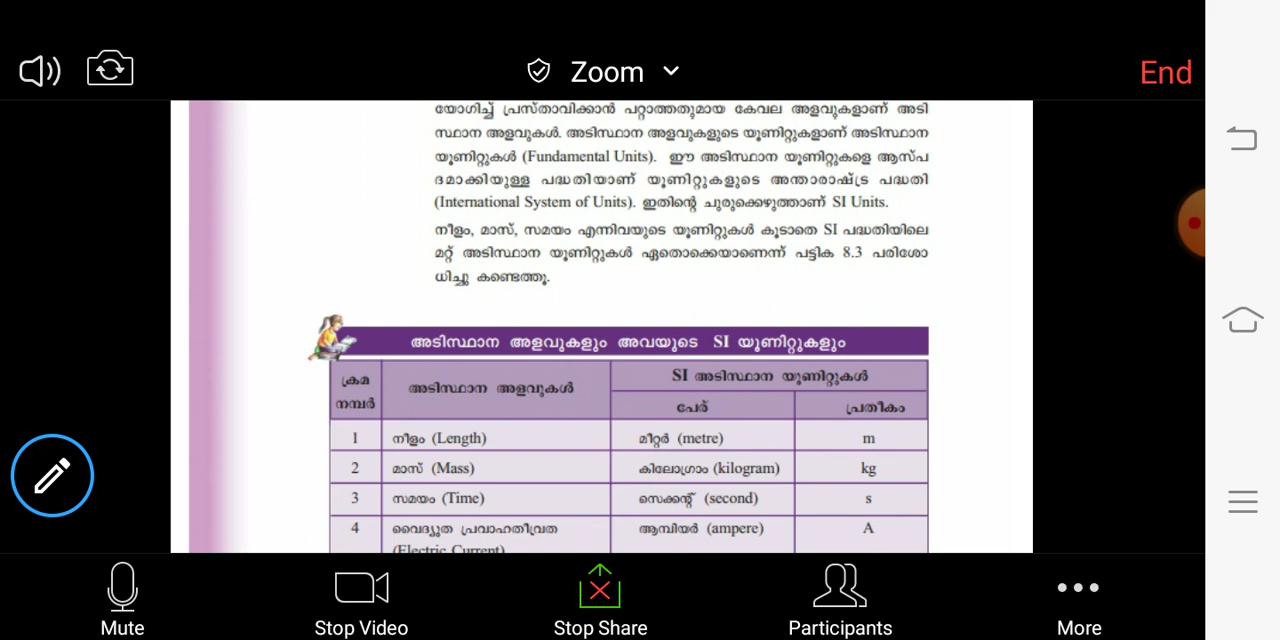 Zoom
End
യോഗിച്ച് പ്രസ്താവിക്കാൻ പറ്റാത്തതുമായ കേവല അളവുകളാണ് അടി
സ്ഥാന അളവുകൾ. അടിസ്ഥാന അളവുകളുടെ യൂണിറ്റുകളാണ് അടിസ്ഥാന
യൂണിറ്റുകൾ (Fundamental Units). ഈ അടിസ്ഥാന യൂണിറ്റുകളെ ആസ്പ
ദമാക്കിയുള്ള പദ്ധതിയാണ് യൂണിറ്റുകളുടെ അന്താരാഷ്ട്ര പദ്ധതി
(International System of Units). ഇതിന്റെ ചുരുക്കെഴുത്താണ് SI Units.
നീളം, മാസ്, സമയം എന്നിവയുടെ യൂണിറ്റുകൾ കൂടാതെ SI പദ്ധതിയിലെ
മറ്റ് അടിസ്ഥാന യൂണിറ്റുകൾ ഏതൊക്കെയാണെന്ന് പട്ടിക 8.3 പരിശോ
ധിച്ചു കണ്ടെത്തൂ.
അടിസ്ഥാന അളവുകളും അവയുടെ SI യൂണിറ്റുകളും
ക്രമ നമ്പർ അടിസ്ഥാന അളവുകൾ SI അടിസ്ഥാന യൂണിറ്റുകൾ
പേര് പ്രതീകം
1 നീളം (Length) മീറ്റർ (metre) m
2 മാസ് (Mass) കിലോഗ്രാം (kilogram) kg
3 സമയം (Time) സെക്കന്റ് (second) s
4 വൈദ്യുത പ്രവാഹതീവ്രത ആമ്പിയർ (ampere) A
(Electric Current)
Mute Stop Video Stop Share Participants More